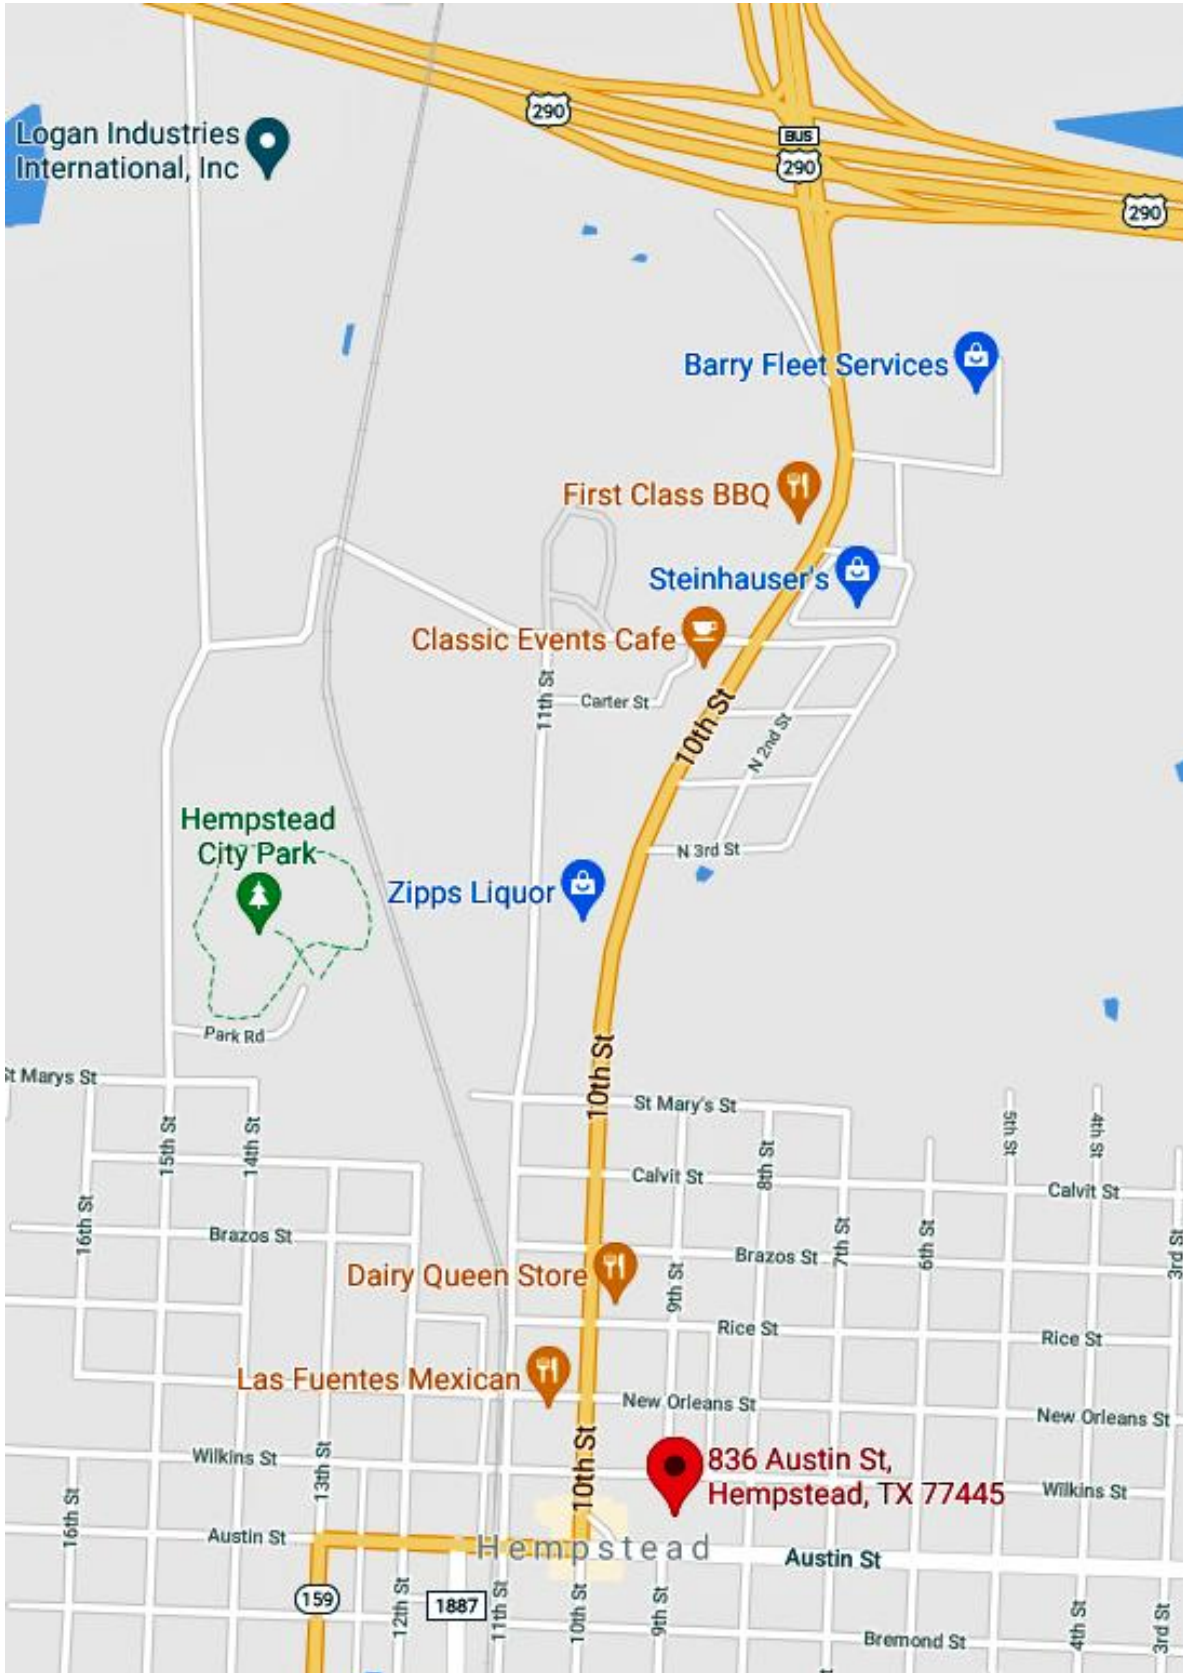 290
Logan Industries
International, Inc
BUS
290
290
Barry Fleet Services
First Class BBQ
Steinhauser's
Classic Events Cafe
11th St
Carter St
10th St
N 2nd St
Hempstead
City Park
N 3rd St
Zipps Liquor
Park Rd
10th St
St Marys St
St Mary's St
15th St
14th St
8th St
5th St
4th St
Calvit St
Calvit St
16th St
Brazos St
Brazos St
7th St
6th St
3rd St
Dairy Queen Store
9th St
Rice St
Rice St
Las Fuentes Mexican
New Orleans St
New Orleans St
Wilkins St
13th St
10th St
836 Austin St,
Hempstead, TX 77445
Wilkins St
16th St
Austin St
Hempstead
Austin St
159
12th St
1887
11th St
10th St
9th St
Bremond St
4th St
3rd St